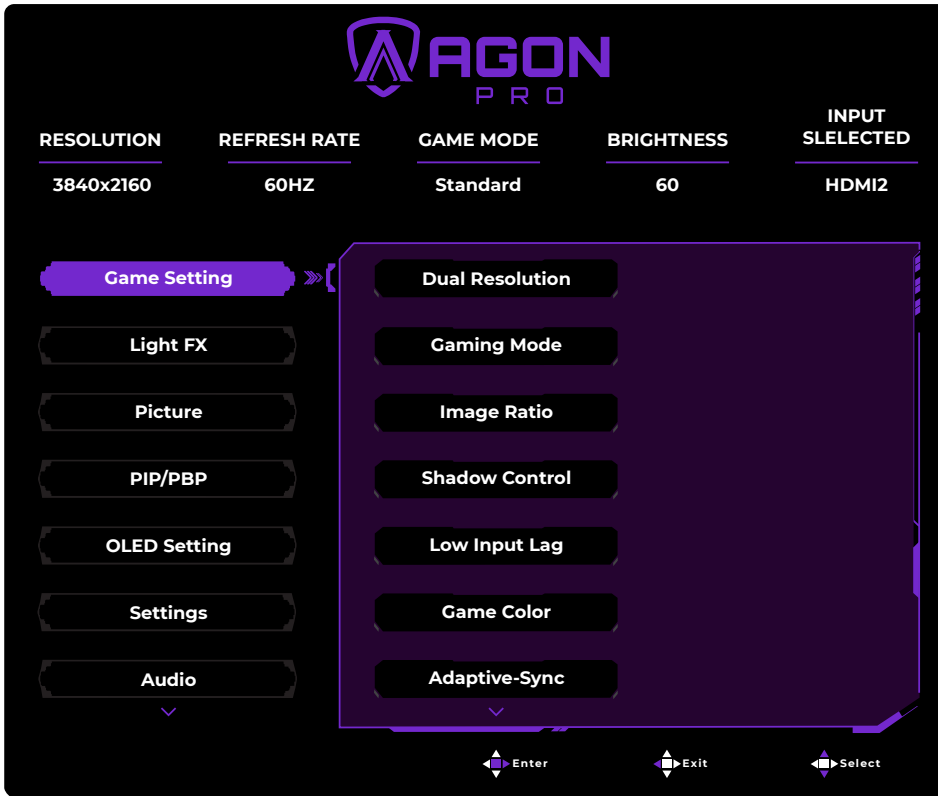 AGON
PRO
RESOLUTION
REFRESH RATE
GAME MODE
BRIGHTNESS
INPUT
SLELECTED
3840x2160
60HZ
Standard
60
HDMI2
Game Setting
Light FX
Picture
PIP/PBP
OLED Setting
Settings
Audio
Dual Resolution
Gaming Mode
Image Ratio
Shadow Control
Low Input Lag
Game Color
Adaptive-Sync
Enter
Exit
Select